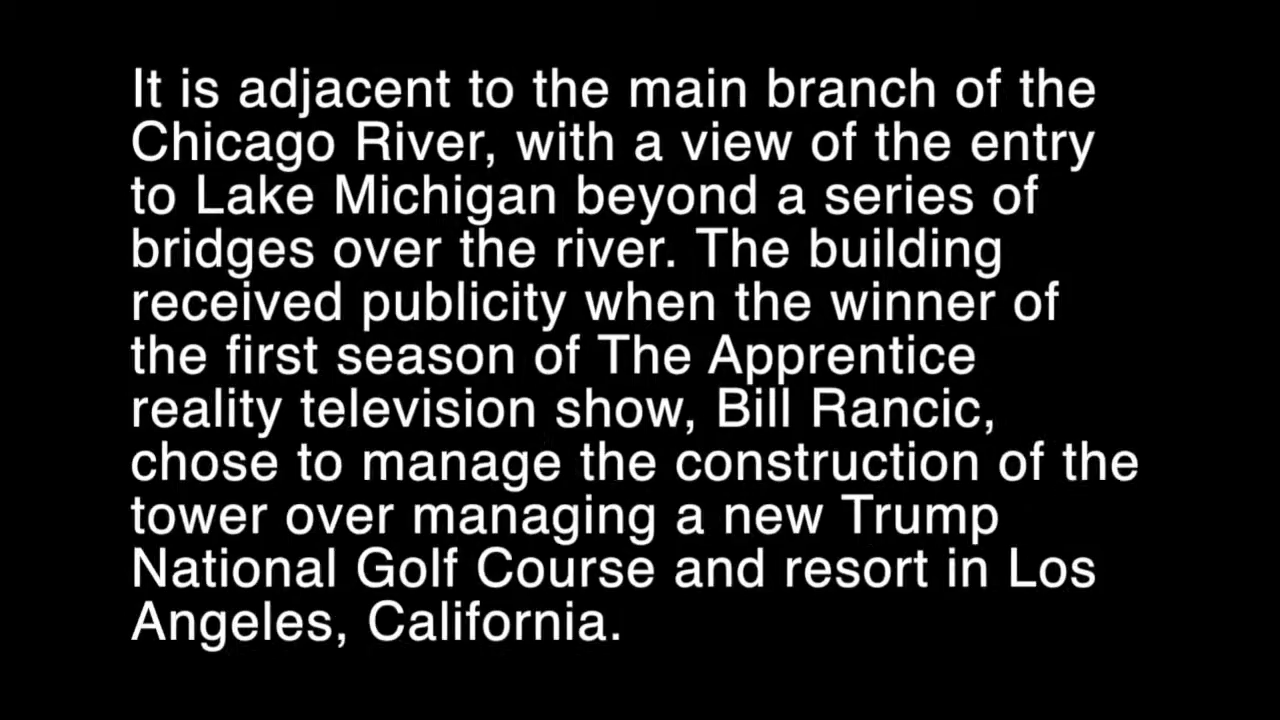 It is adjacent to the main branch of the
Chicago River, with a view of the entry
to Lake Michigan beyond a series of
bridges over the river. The building
received publicity when the winner of
the first season of The Apprentice
reality television show, Bill Rancic,
chose to manage the construction of the
tower over managing a new Trump
National Golf Course and resort in Los
Angeles, California.